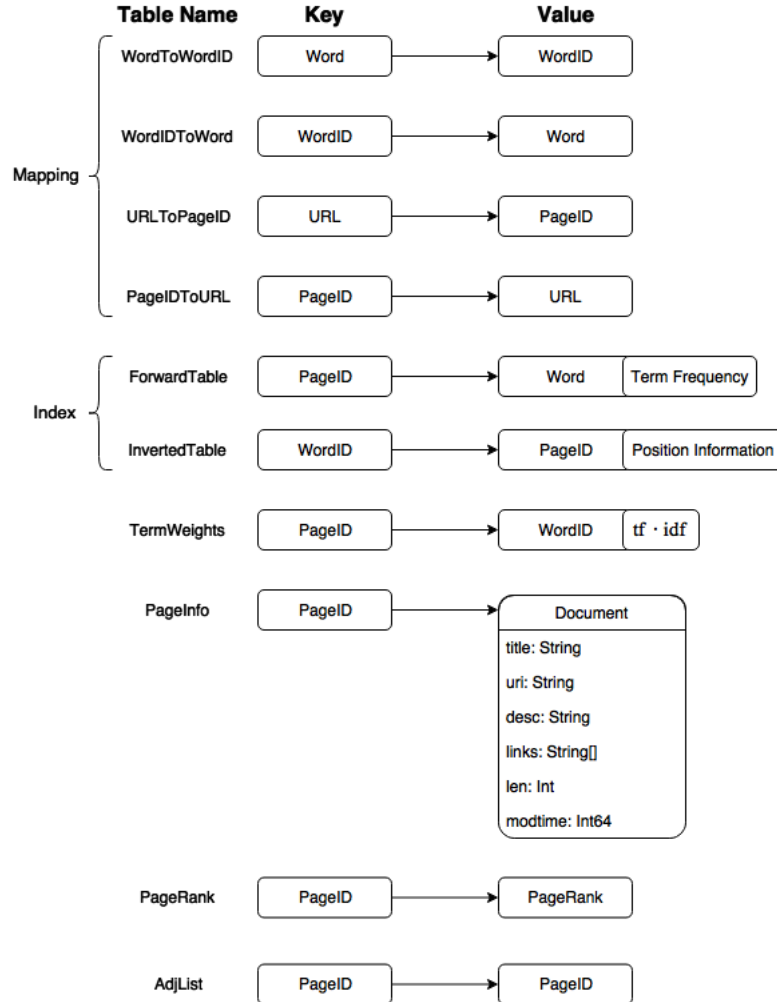 Table Name Key Value
WordToWordID Word WordID
WordIDToWord WordID Word
Mapping
URLToPageID URL PageID
PageIDToURL PageID URL
ForwardTable PageID Word Term Frequency
Index
InvertedTable WordID PageID Position Information
TermWeights PageID WordID tf · idf
PageInfo PageID Document
title: String
uri: String
desc: String
links: String[]
len: Int
modtime: Int64
PageRank PageID PageRank
AdjList PageID PageID